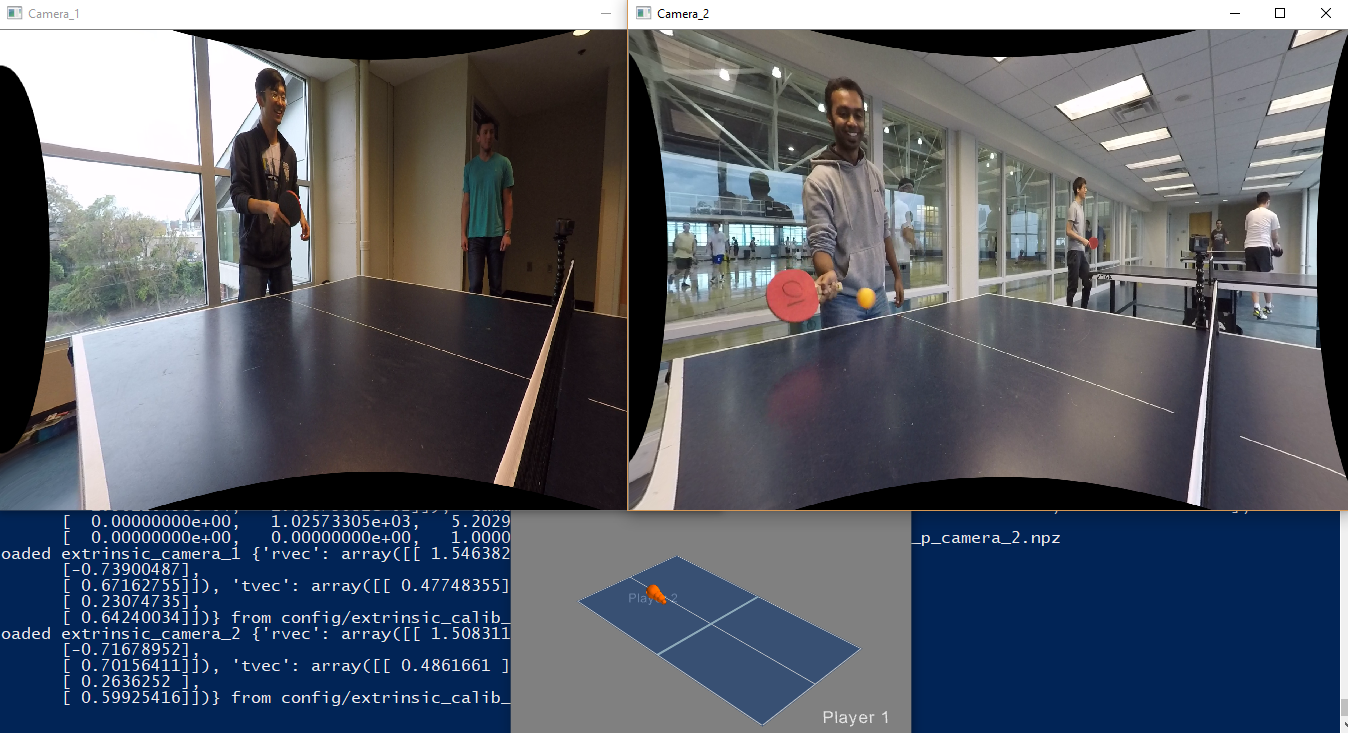 Camera_1
Camera_2
[  0.00000000e+00,   1.02573305e+03,   5.2029
[  0.00000000e+00,   0.00000000e+00,   1.0000
oaded extrinsic_camera_1 {'rvec': array([[ 1.546382
[-0.73900487],
[ 0.67162755]]), 'tvec': array([[ 0.47748355]
[ 0.23074735],
[ 0.64240034]])} from config/extrinsic_calib_
oaded extrinsic_camera_2 {'rvec': array([[ 1.508311
[-0.71678952],
[ 0.70156411]]), 'tvec': array([[ 0.4861661 ]
[ 0.2636252 ],
[ 0.59925416]])} from config/extrinsic_calib_
_p_camera_2.npz
Player 2
Player 1